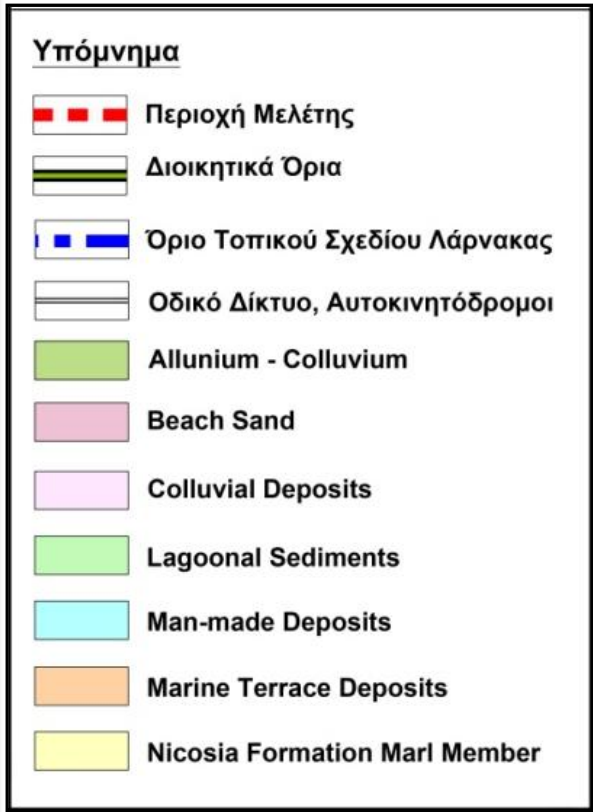 Υπόμνημα
Περιοχή Μελέτης
Διοικητικά Όρια
Όριο Τοπικού Σχεδίου Λάρνακας
Οδικό Δίκτυο, Αυτοκινητόδρομοι
Allunium - Colluvium
Beach Sand
Colluvial Deposits
Lagoonal Sediments
Man-made Deposits
Marine Terrace Deposits
Nicosia Formation Marl Member